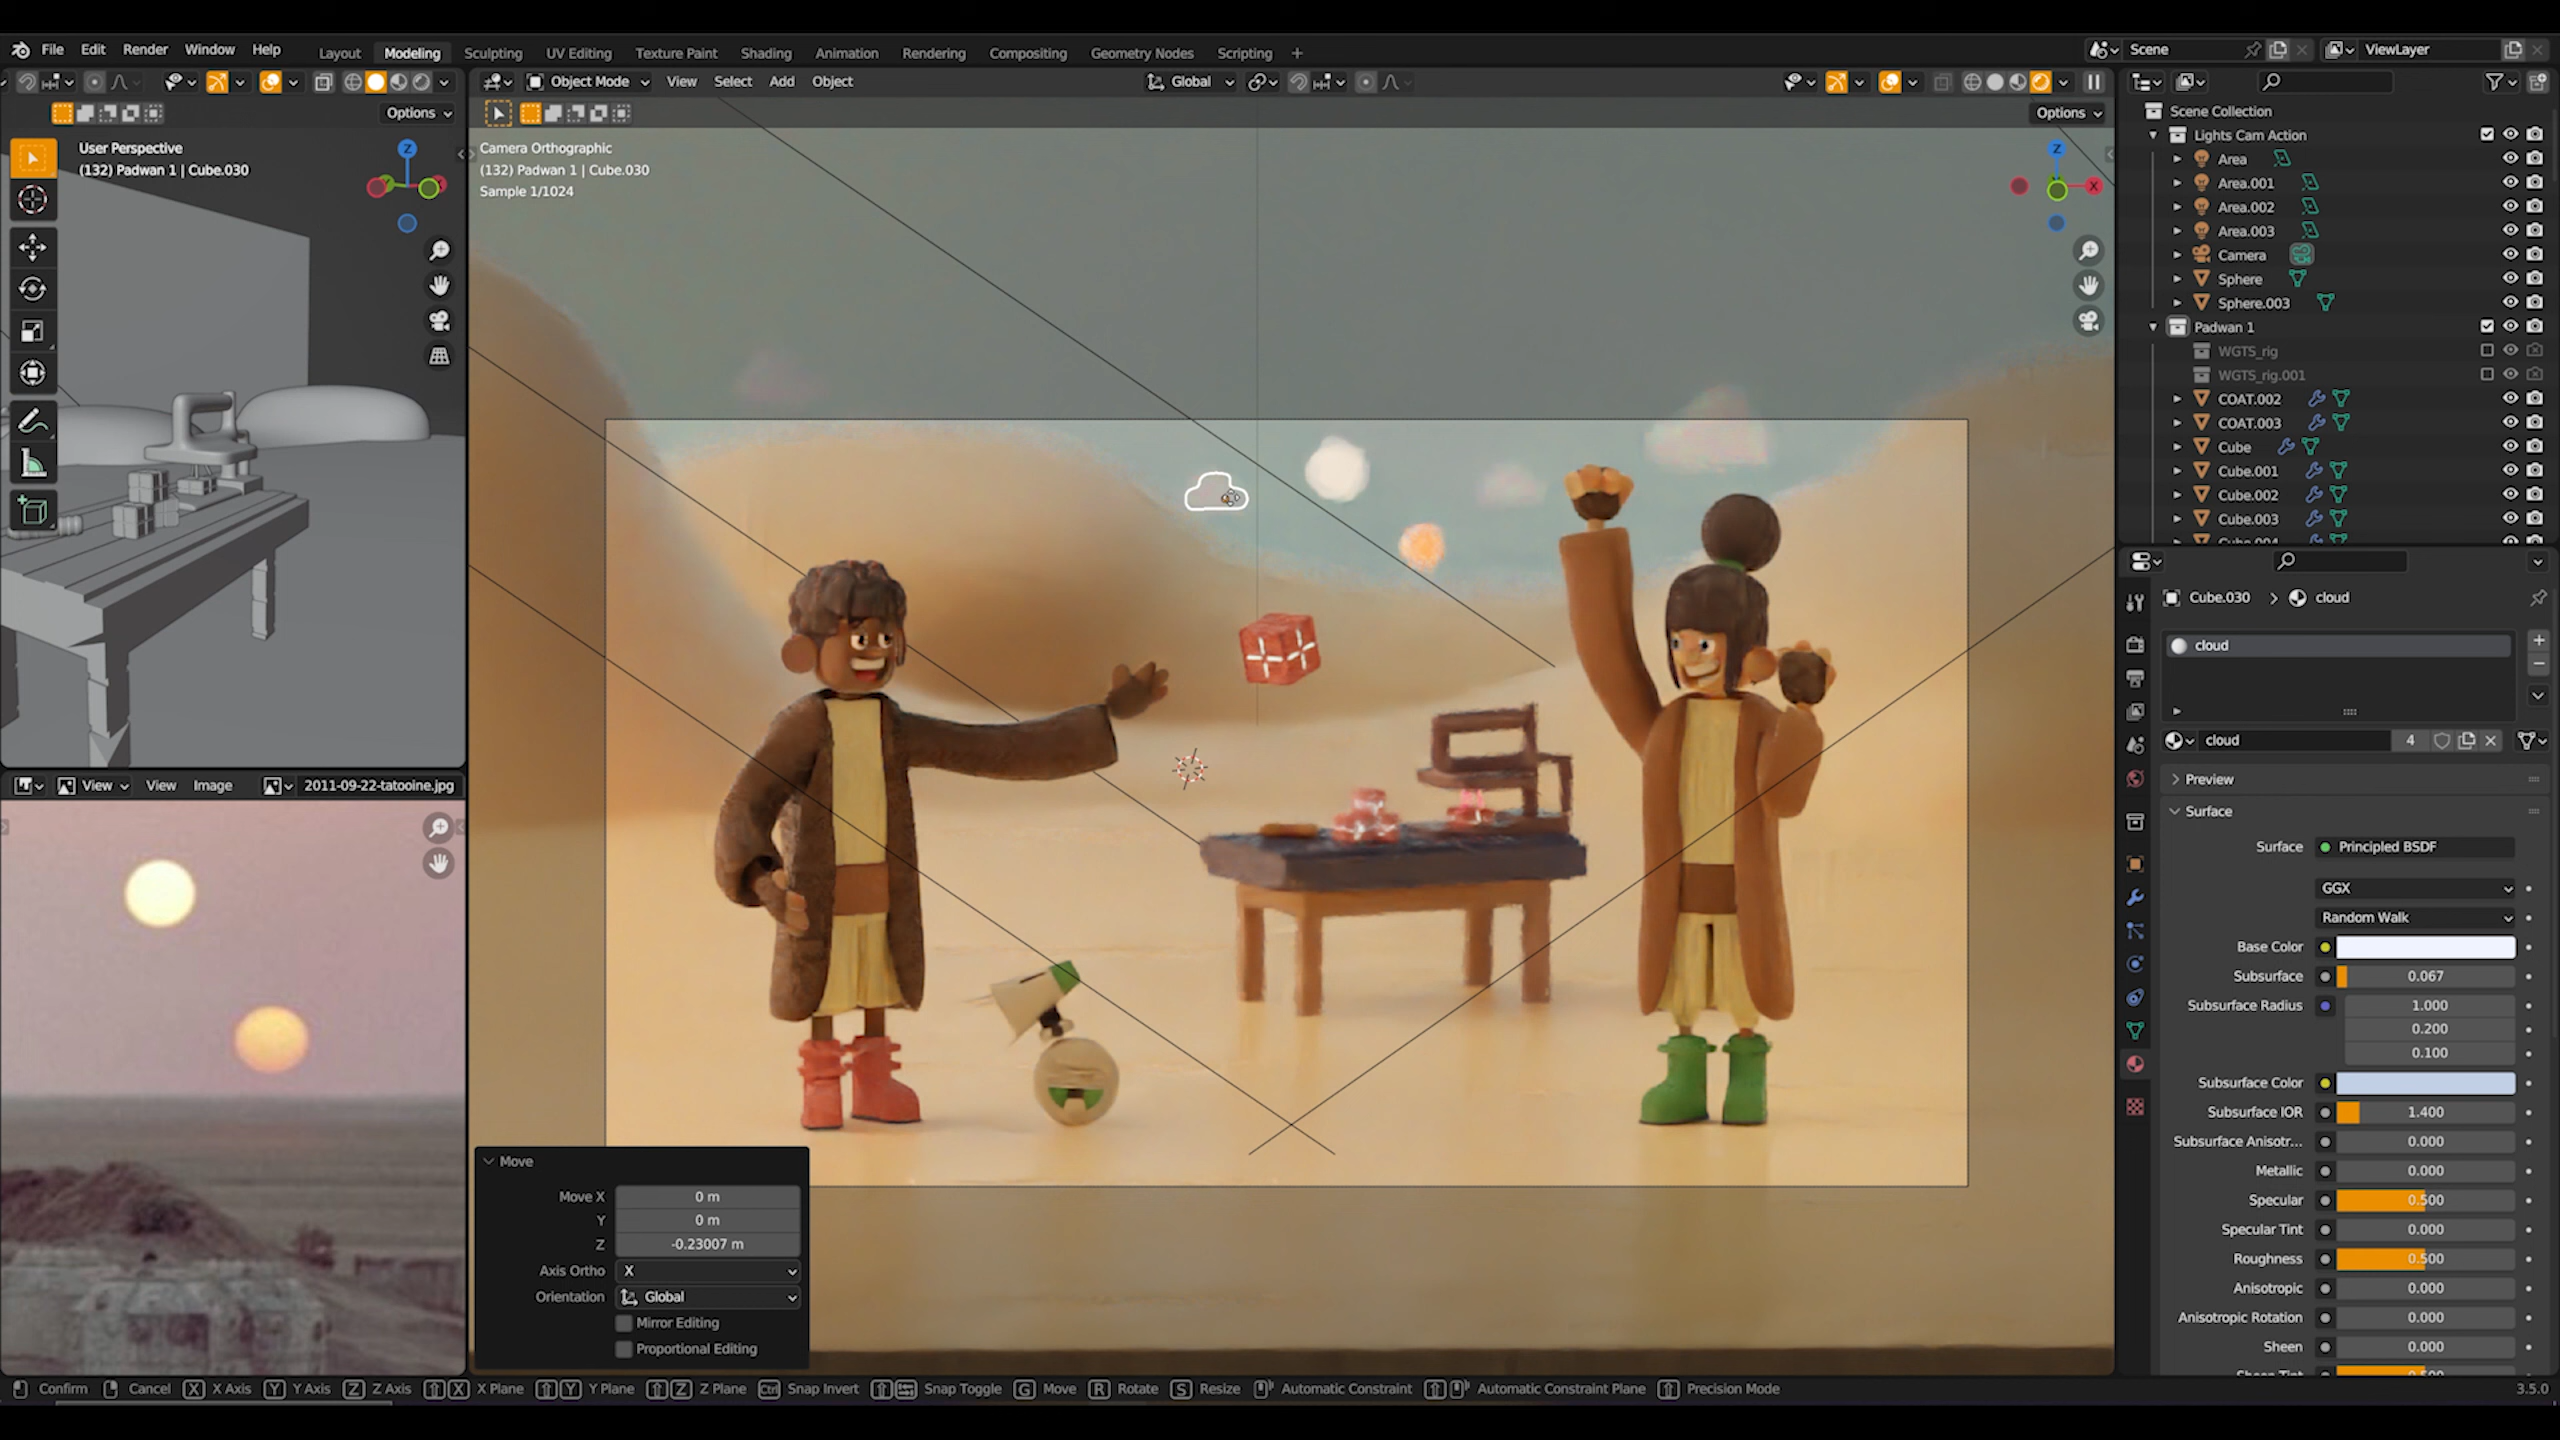 File Edit Render Window Help
Layout Modeling Sculpting UV Editing Texture Paint Shading Animation Rendering Compositing Geometry Nodes Scripting +
Scene
ViewLayer
Object Mode View Select Add Object
Global
Options
Options
User Perspective
(132) Padwan 1 | Cube.030
Z
Camera Orthographic
(132) Padwan 1 | Cube.030
Sample 1/1024
Z
X
Scene Collection
Lights Cam Action
Area
Area.001
Area.002
Area.003
Camera
Sphere
Sphere.003
Padwan 1
WGTS_rig
WGTS_rig.001
COAT.002
COAT.003
Cube
Cube.001
Cube.002
Cube.003
Cube.030 > cloud
cloud
cloud 4
Preview
Surface
Surface Principled BSDF
GGX
Random Walk
Base Color
Subsurface 0.067
Subsurface Radius 1.000
0.200
0.100
Subsurface Color
Subsurface IOR 1.400
Subsurface Anisotr... 0.000
Metallic 0.000
Specular 0.500
Specular Tint 0.000
Roughness 0.500
Anisotropic 0.000
Anisotropic Rotation 0.000
Sheen 0.000
View View Image 2011-09-22-tatooine.jpg
Move
Move X 0 m
Y 0 m
Z -0.23007 m
Axis Ortho X
Orientation Global
Mirror Editing
Proportional Editing
Confirm Cancel X X Axis Y Y Axis Z Z Axis X X Plane Y Y Plane Z Z Plane Ctrl Snap Invert Snap Toggle G Move R Rotate S Resize Automatic Constraint Automatic Constraint Plane Precision Mode
3.5.0